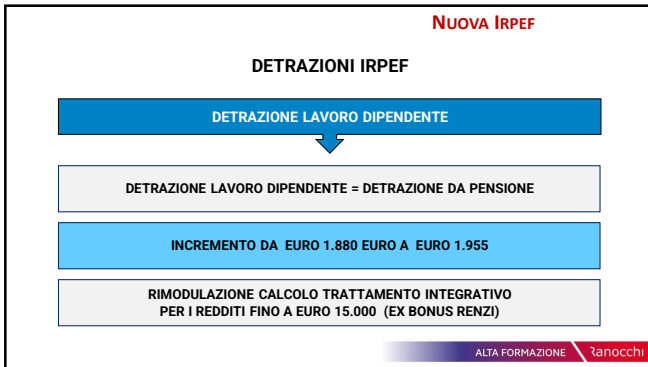 NUOVA IRPEF
DETRAZIONI IRPEF
DETRAZIONE LAVORO DIPENDENTE
DETRAZIONE LAVORO DIPENDENTE = DETRAZIONE DA PENSIONE
INCREMENTO DA EURO 1.880 EURO A EURO 1.955
RIMODULAZIONE CALCOLO TRATTAMENTO INTEGRATIVO
PER I REDDITI FINO A EURO 15.000 (EX BONUS RENZI)
ALTA FORMAZIONE Ranocchi